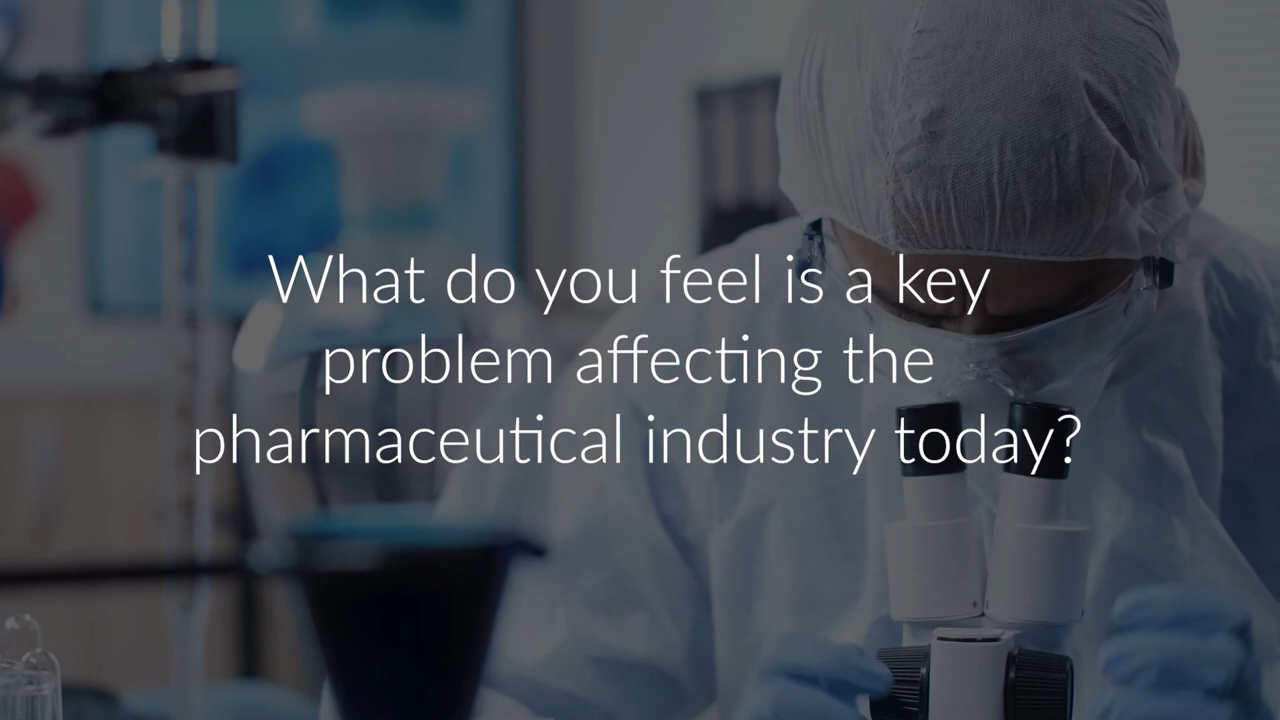 What do you feel is a key
problem affecting the
pharmaceutical industry today?